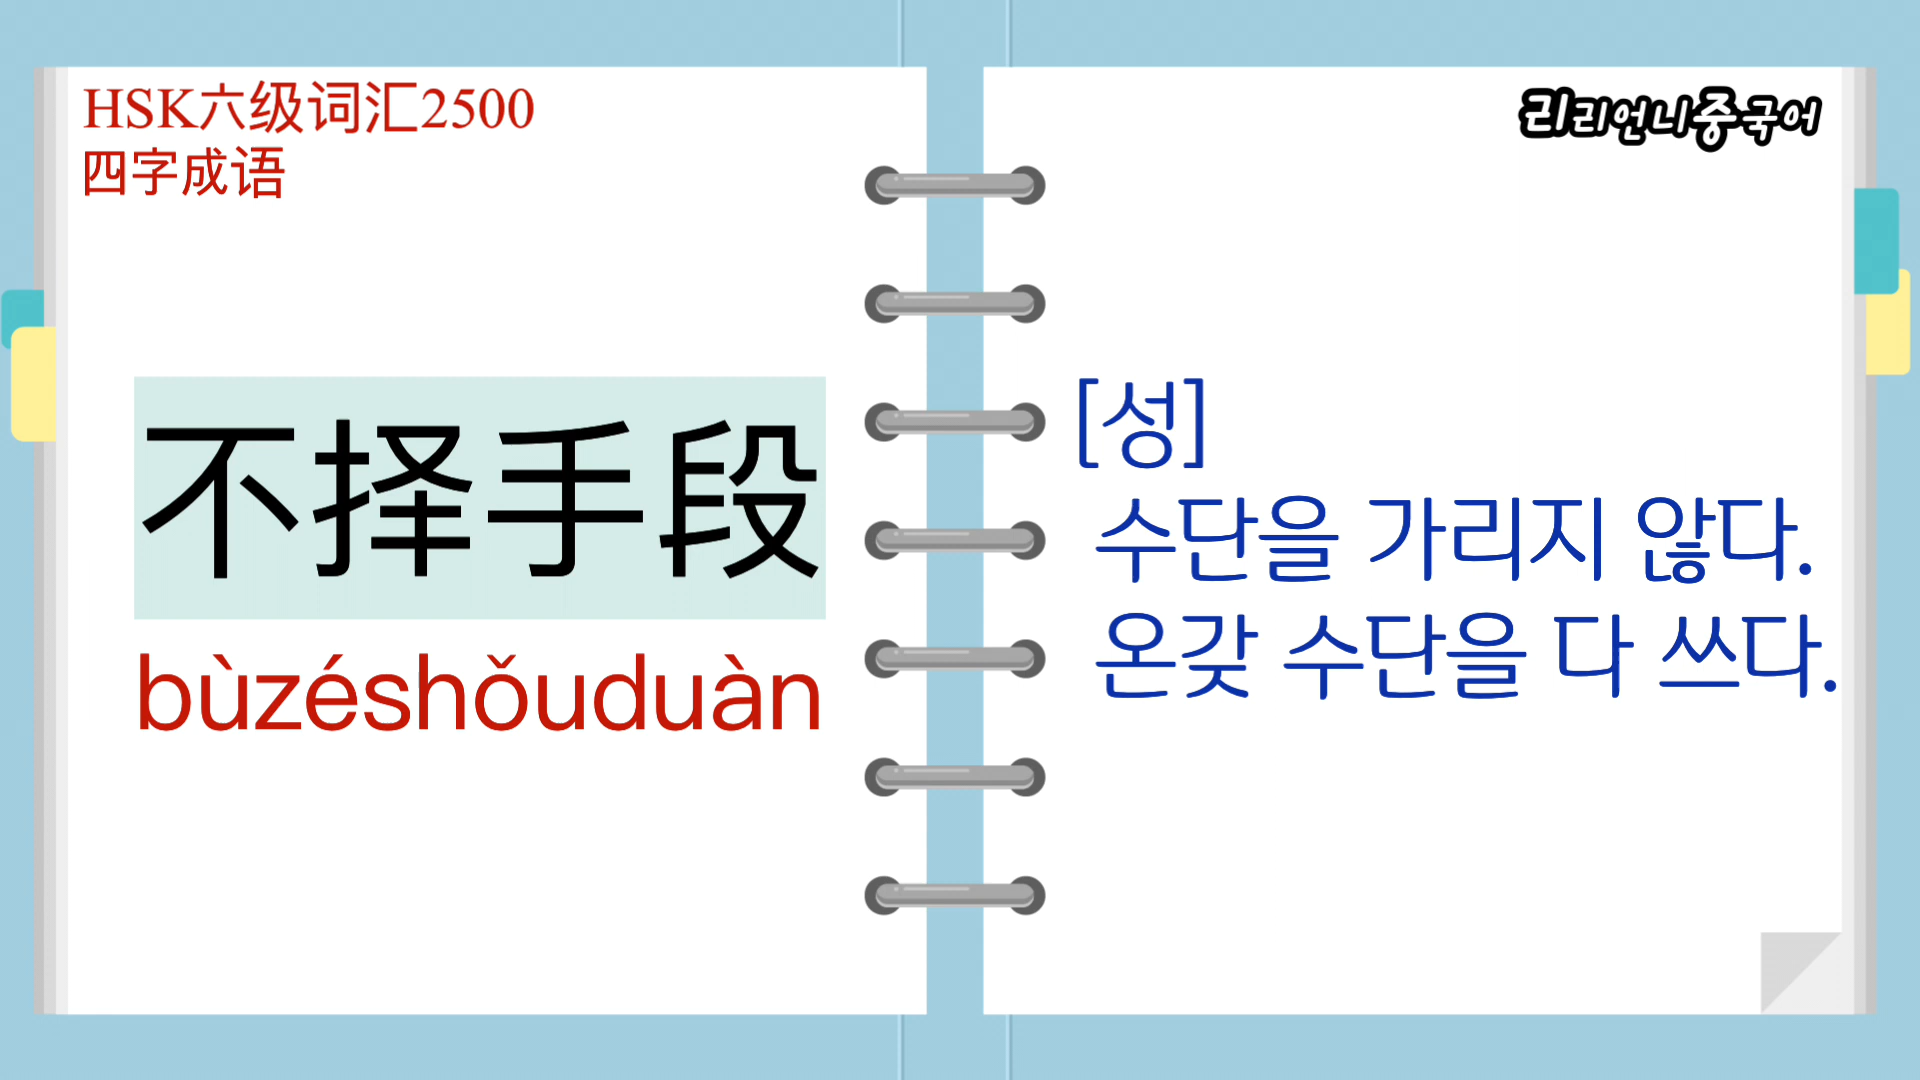 HSK六级词汇2500
四字成语
不择手段
bùzéshǒuduàn
리리언니중국어
[성]
수단을 가리지 않다.
온갖 수단을 다 쓰다.